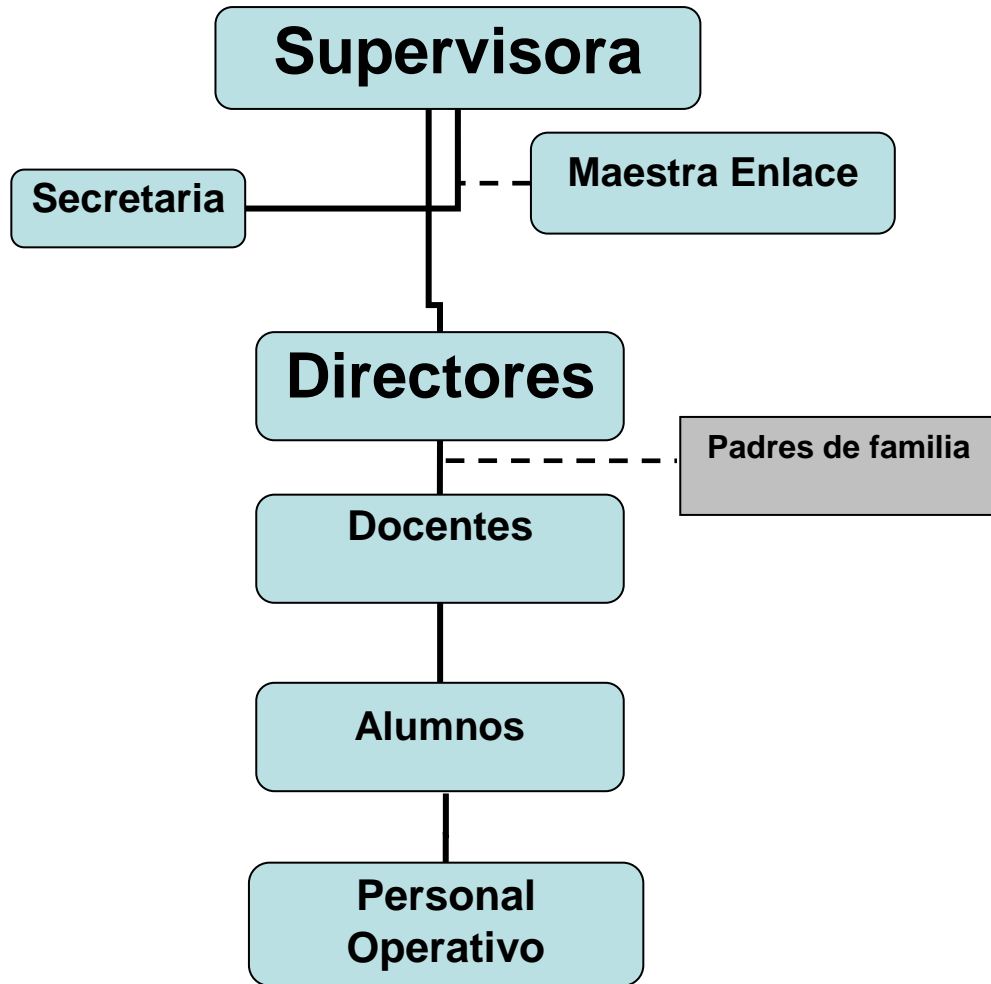 Supervisora
Maestra Enlace
Secretaria
Directores
Padres de familia
Docentes
Alumnos
Personal
Operativo